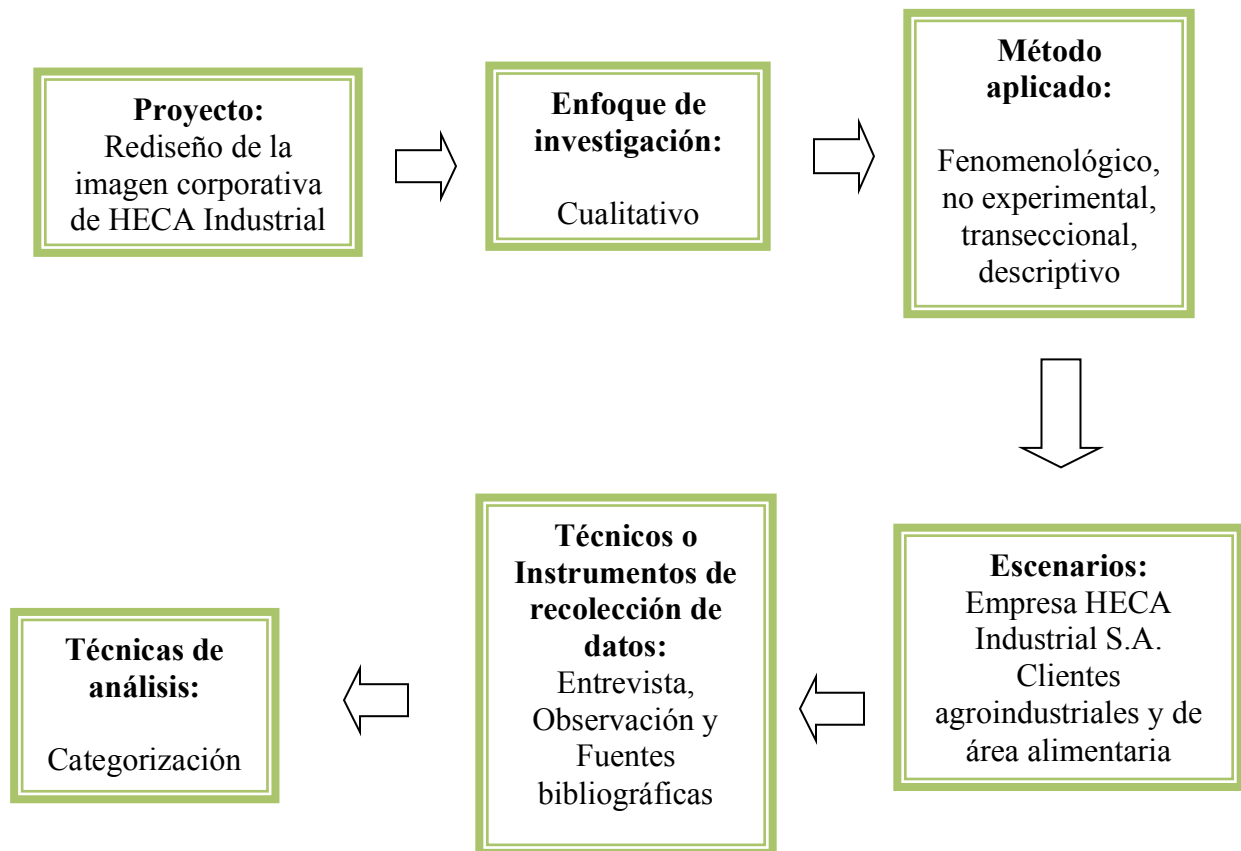 Proyecto:
Rediseño de la
imagen corporativa
de HECA Industrial
Enfoque de
investigación:
Cualitativo
Método
aplicado:
Fenomenológico,
no experimental,
transeccional,
descriptivo
Escenarios:
Empresa HECA
Industrial S.A.
Clientes
agroindustriales y de
área alimentaria
Técnicos o
Instrumentos de
recolección de
datos:
Entrevista,
Observación y
Fuentes
bibliográficas
Técnicas de
análisis:
Categorización